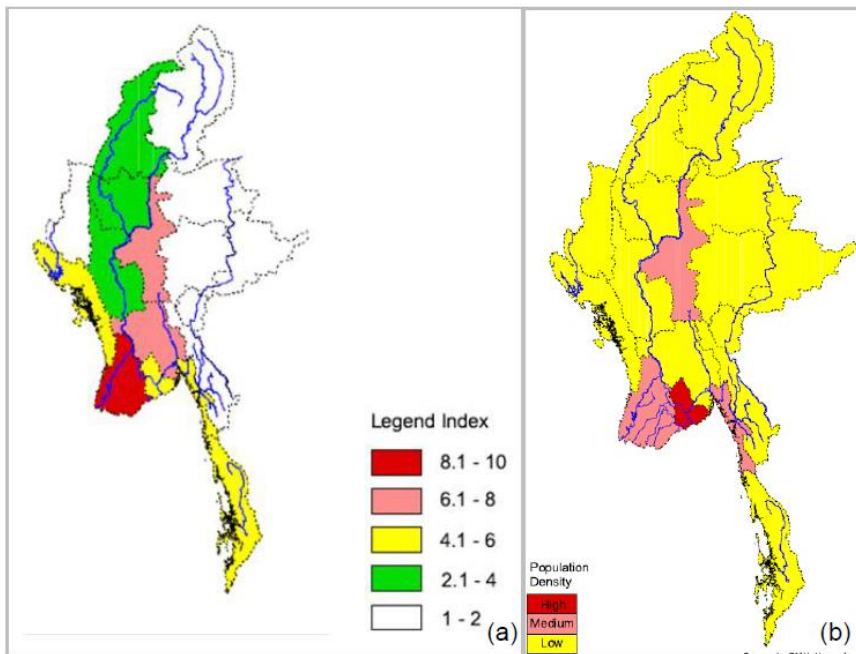 Legend Index
8.1 - 10
6.1 - 8
4.1 - 6
2.1 - 4
1 - 2
(a)
Population
Density
High
Medium
Low
(b)